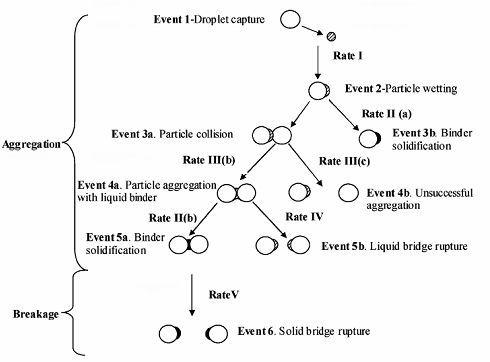 Event 1-Droplet capture
Rate I
Event 2-Particle wetting
Rate II (a)
Aggregation
Event 3a. Particle collision
Event 3b. Binder
solidification
Rate III(b)
Rate III(c)
Event 4a. Particle aggregation
with liquid binder
Event 4b. Unsuccessful
aggregation
Rate II(b)
Rate IV
Event 5a. Binder
solidification
Event 5b. Liquid bridge rupture
RateV
Breakage
Event 6. Solid bridge rupture